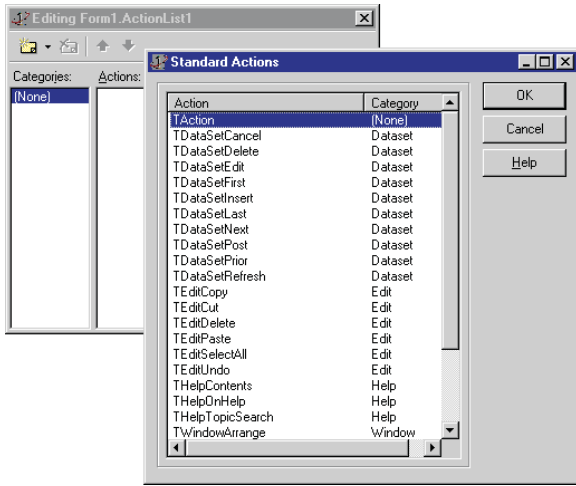 Editing Form1.ActionList1
Categories:
Actions:
(None)
Standard Actions
Action Category
TAction (None)
TDataSetCancel Dataset
TDataSetDelete Dataset
TDataSetEdit Dataset
TDataSetFirst Dataset
TDataSetInsert Dataset
TDataSetLast Dataset
TDataSetNext Dataset
TDataSetPost Dataset
TDataSetPrior Dataset
TDataSetRefresh Dataset
TEditCopy Edit
TEditCut Edit
TEditDelete Edit
TEditPaste Edit
TEditSelectAll Edit
TEditUndo Edit
THelpContents Help
THelpOnHelp Help
THelpTopicSearch Help
TWindowArrange Window
OK
Cancel
Help